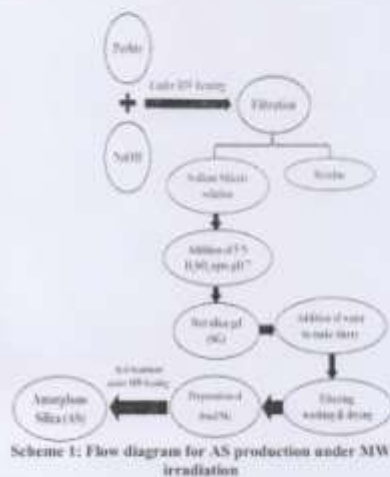 Perlite
+
NaOH
Under MW heating
Filtration
Sodium Silicate
solution
Residue
Addition of 5 N
H₂SO₄ upto pH 7
Wet silica gel
(SG)
Addition of water
to make slurry
Filtering,
washing & drying
Preparation of
dried SG
Acid treatment
under MW heating
Amorphous
Silica (AS)
Scheme 1: Flow diagram for AS production under MW
irradiation